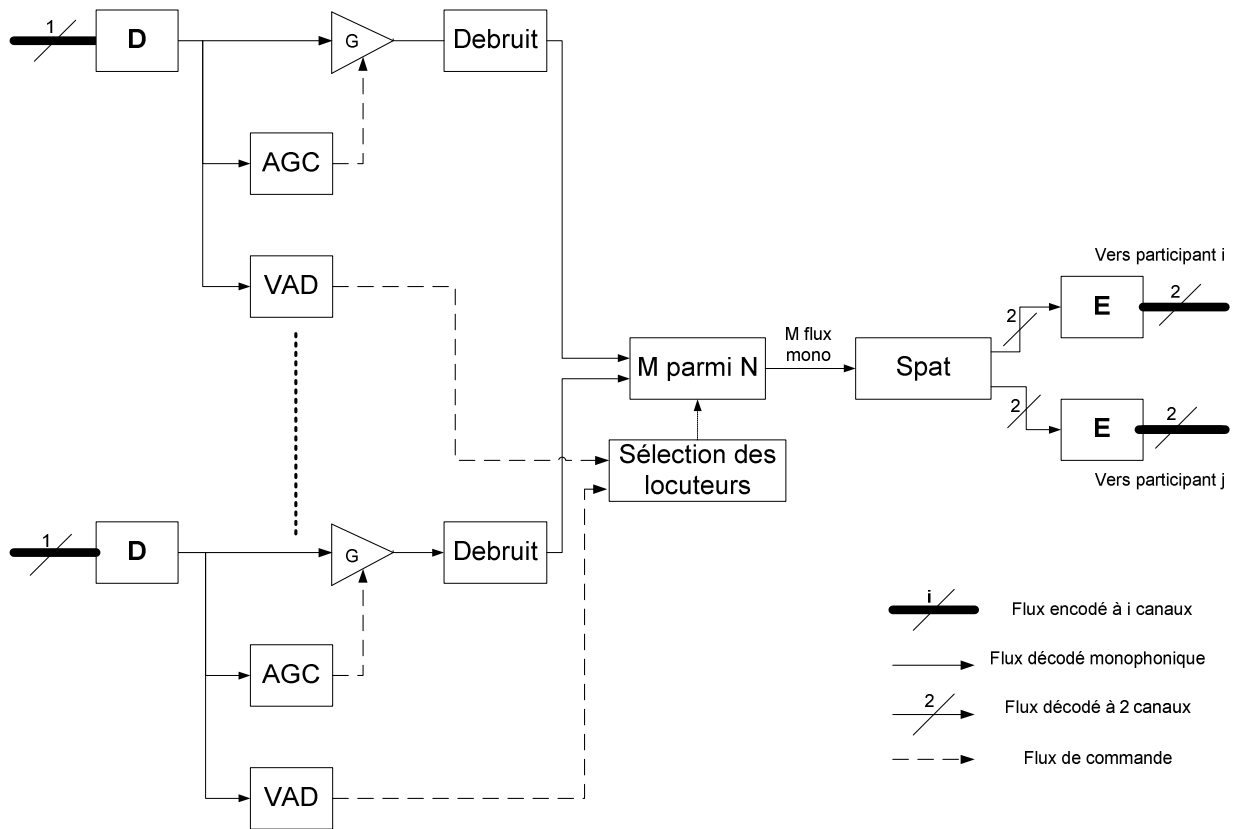 1
D
G
Debruit
AGC
VAD
Vers participant i
2
E
2
M flux
mono
M parmi N
Spat
2
E
2
Sélection des
locuteurs
Vers participant j
1
D
G
Debruit
AGC
VAD
i
Flux encodé à i canaux
Flux décodé monophonique
2
Flux décodé à 2 canaux
Flux de commande